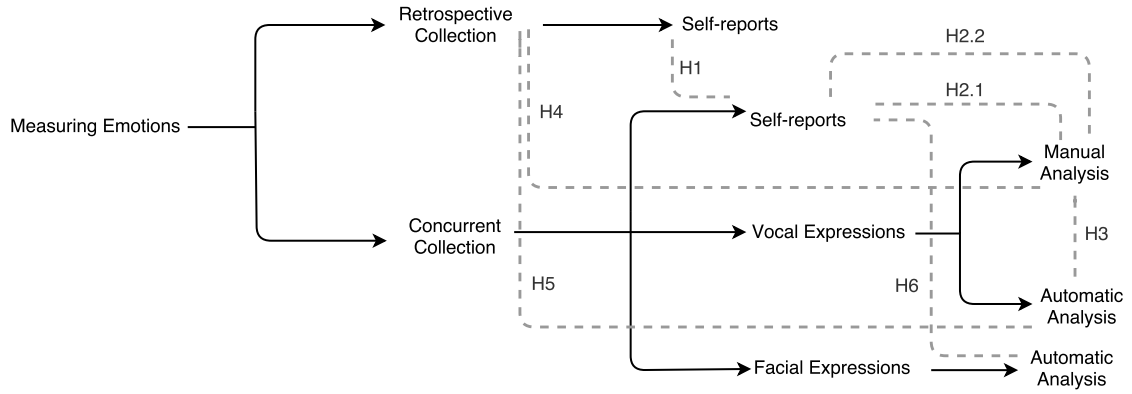 Retrospective
Collection
Self-reports
H2.2
H1
H2.1
H4
Measuring Emotions
Self-reports
Manual
Analysis
Concurrent
Collection
Vocal Expressions
H3
H5
H6
Automatic
Analysis
Facial Expressions
Automatic
Analysis